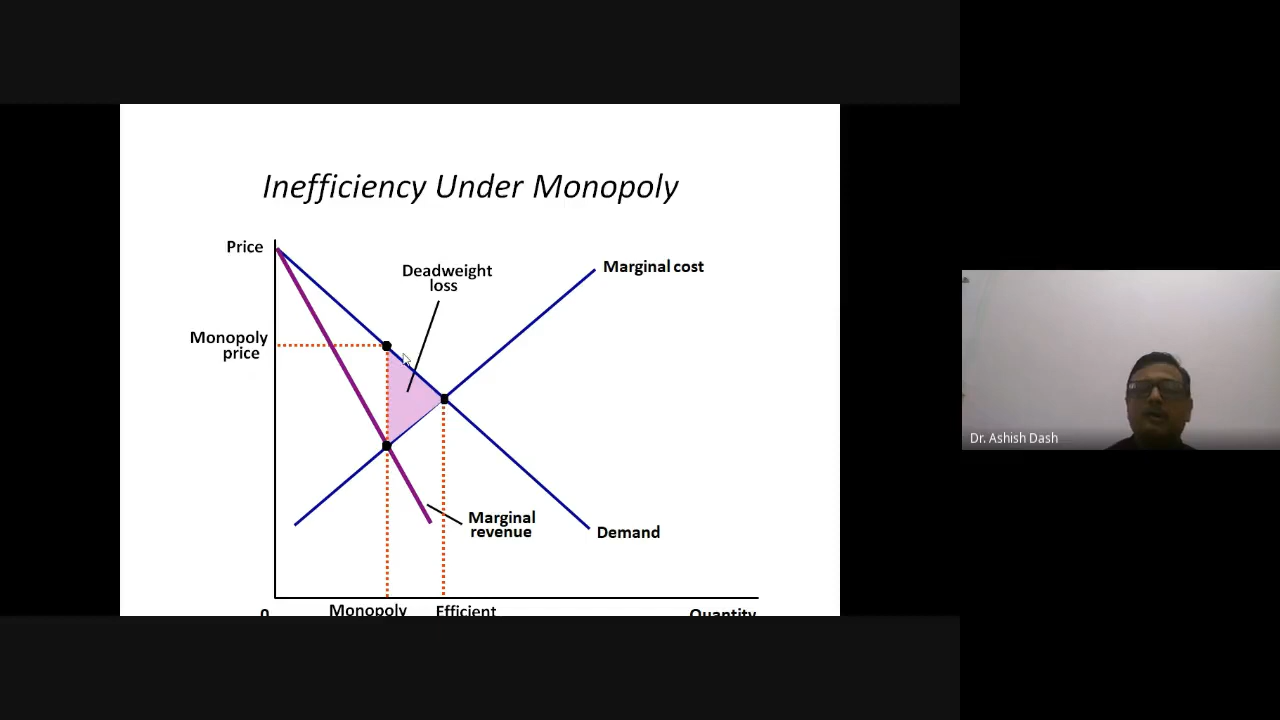 Inefficiency Under Monopoly
Price
Deadweight
loss
Marginal cost
Monopoly
price
Marginal
revenue
Demand
0
Monopoly
Efficient
Quantity
Dr. Ashish Dash